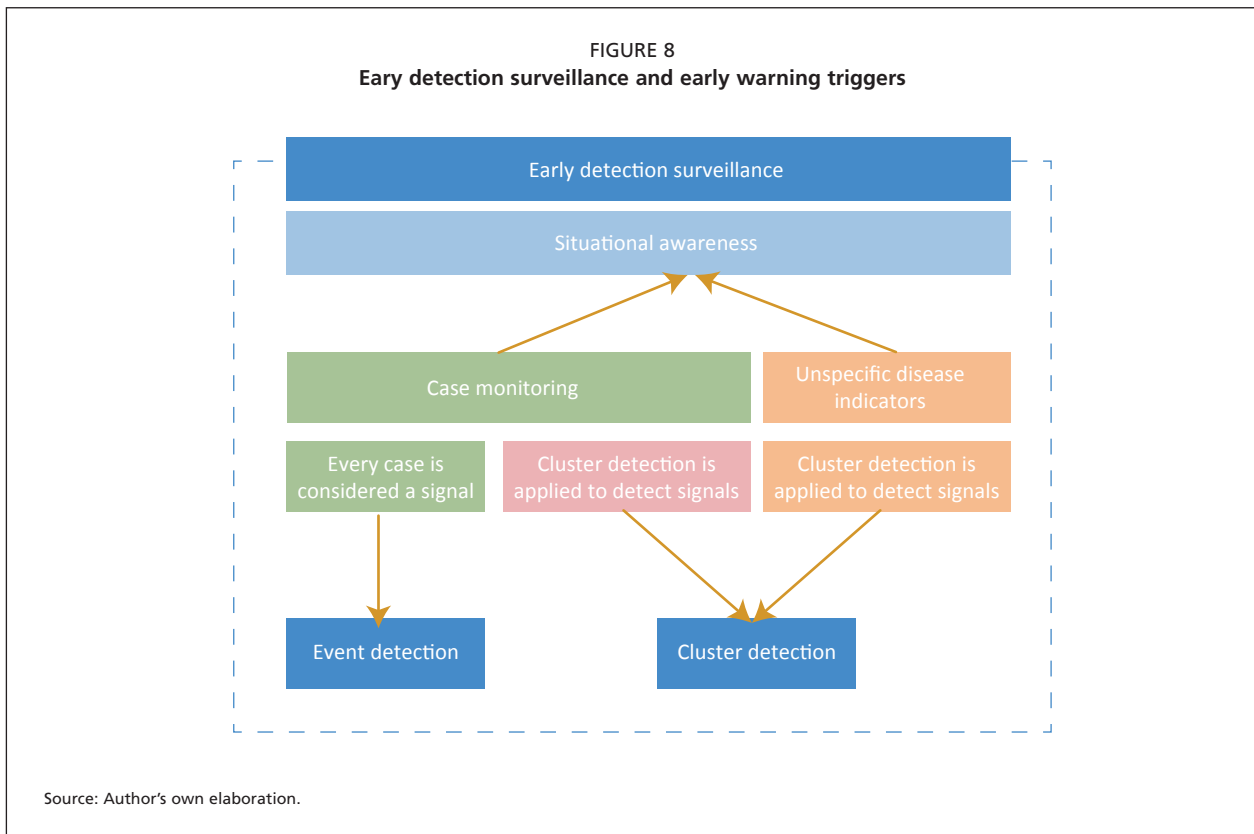 FIGURE 8
Eary detection surveillance and early warning triggers
Early detection surveillance
Situational awareness
Case monitoring
Unspecific disease
indicators
Every case is
considered a signal
Cluster detection is
applied to detect signals
Cluster detection is
applied to detect signals
Event detection
Cluster detection
Source: Author's own elaboration.